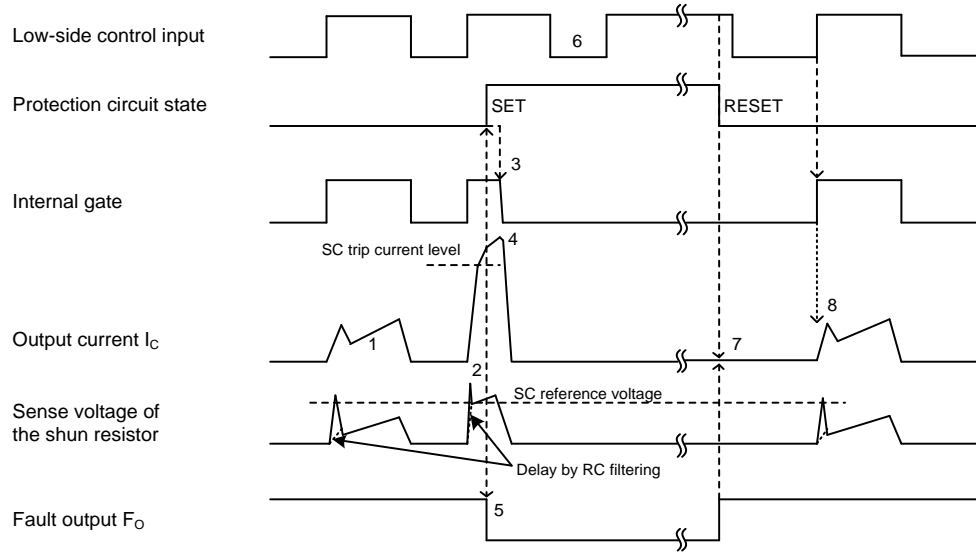 Low-side control input
6
Protection circuit state
SET
RESET
3
Internal gate
4
SC trip current level
8
Output current IC
1
7
2
SC reference voltage
Sense voltage of
the shun resistor
Delay by RC filtering
5
Fault output FO